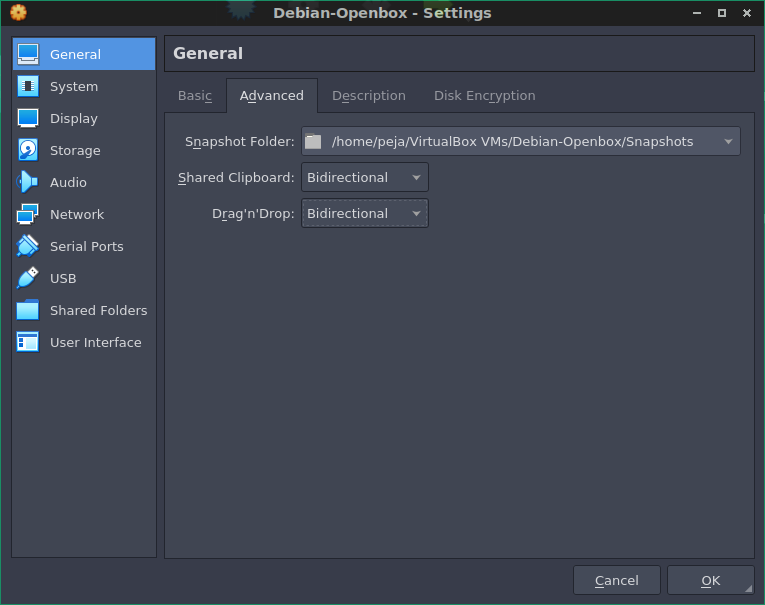 Debian-Openbox - Settings
General
System
Display
Storage
Audio
Network
Serial Ports
USB
Shared Folders
User Interface
General
Basic Advanced Description Disk Encryption
Snapshot Folder: /home/peja/VirtualBox VMs/Debian-Openbox/Snapshots
Shared Clipboard: Bidirectional
Drag'n'Drop: Bidirectional
Cancel OK